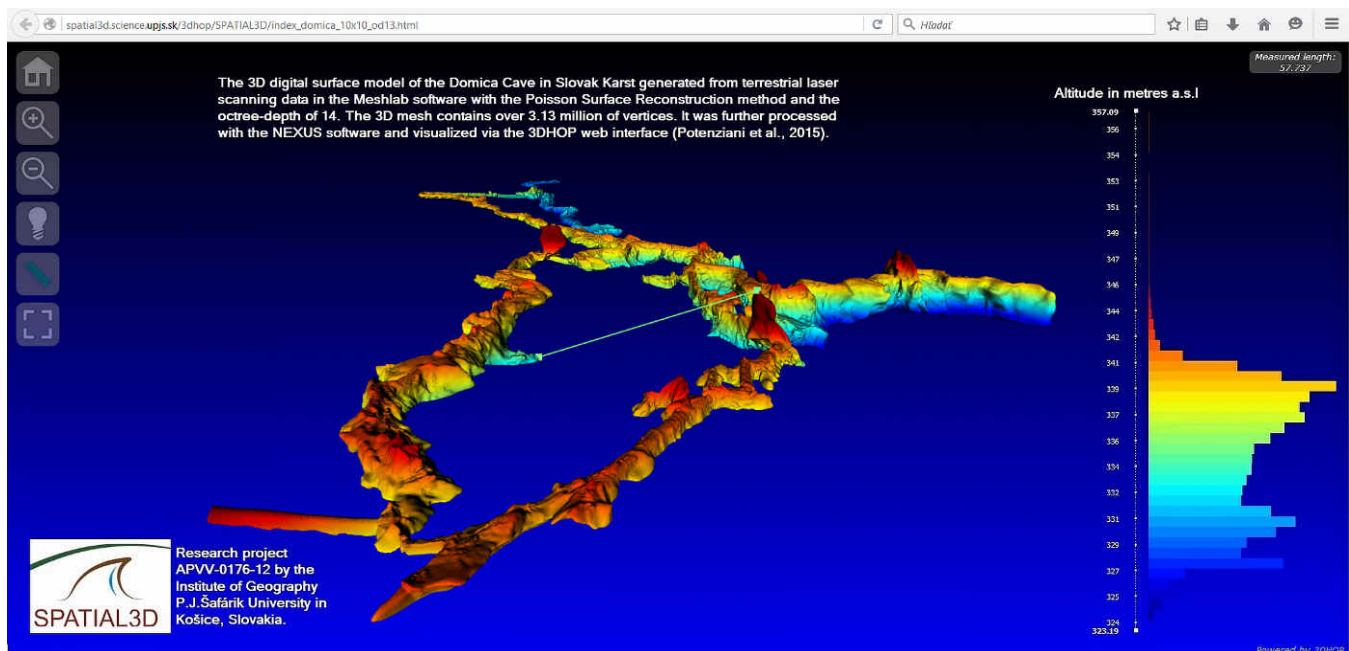 spatial3d.science.upjs.sk/3dhop/SPATIAL3D/index_domica_10x10_od13.html
Hľadať
Measured length:
57.737
The 3D digital surface model of the Domica Cave in Slovak Karst generated from terrestrial laser
scanning data in the Meshlab software with the Poisson Surface Reconstruction method and the
octree-depth of 14. The 3D mesh contains over 3.13 million of vertices. It was further processed
with the NEXUS software and visualized via the 3DHOP web interface (Potenziani et al., 2015).
Altitude in metres a.s.l
357.09
356
354
353
351
349
347
346
344
342
341
339
337
336
334
332
331
329
327
325
324
323.19
SPATIAL3D
Research project
APVV-0176-12 by the
Institute of Geography
P.J.Šafárik University in
Košice, Slovakia.
Powered by 3DHOP